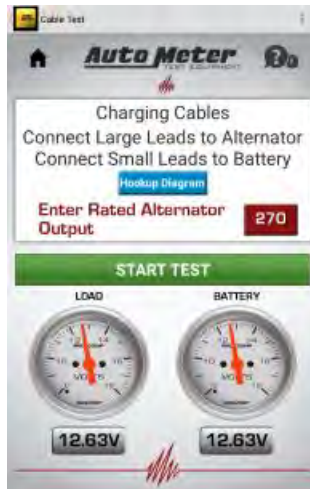 Cable Test
Auto Meter
TEST EQUIPMENT
Charging Cables
Connect Large Leads to Alternator
Connect Small Leads to Battery
Hookup Diagram
Enter Rated Alternator
Output
270
START TEST
LOAD
BATTERY
VOLTS
VOLTS
12.63V
12.63V